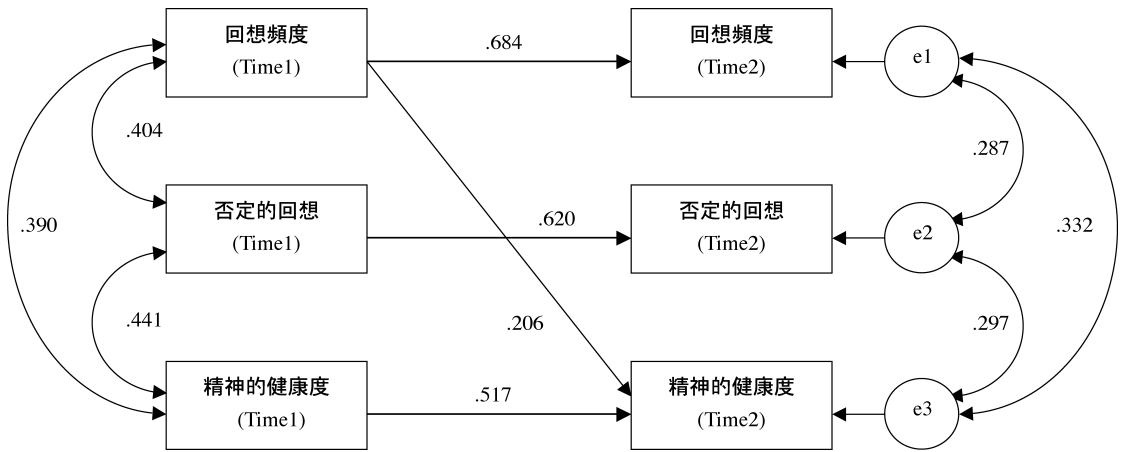 回想頻度
(Time1)
.684
回想頻度
(Time2)
e1
.404
.287
.390
否定的回想
(Time1)
.620
否定的回想
(Time2)
e2
.332
.441
.206
.297
精神的健康度
(Time1)
.517
精神的健康度
(Time2)
e3